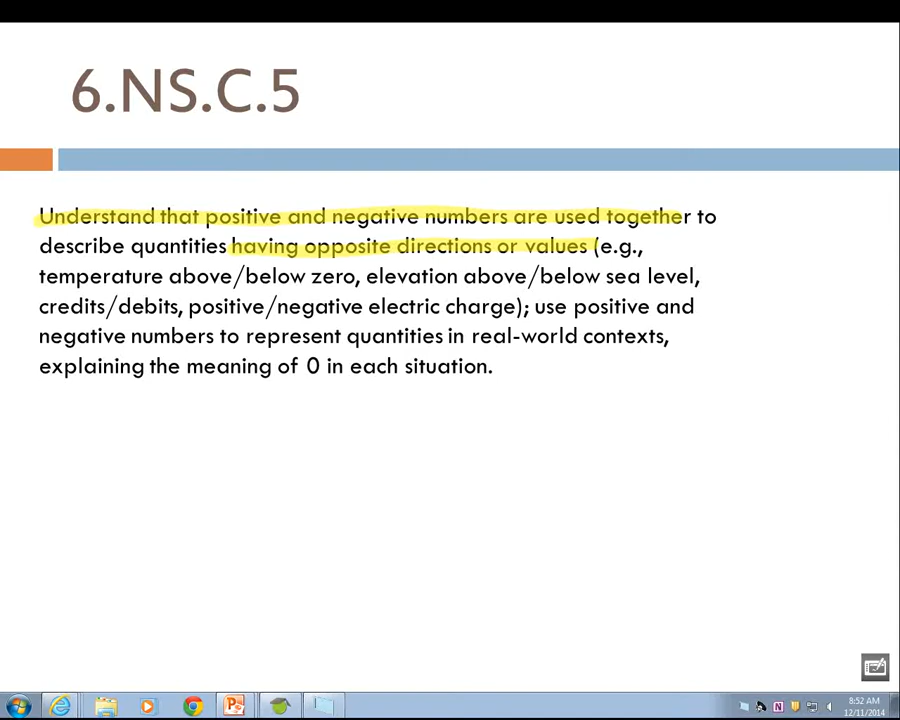 6.NS.C.5
Understand that positive and negative numbers are used together to
describe quantities having opposite directions or values (e.g.,
temperature above/below zero, elevation above/below sea level,
credits/debits, positive/negative electric charge); use positive and
negative numbers to represent quantities in real-world contexts,
explaining the meaning of 0 in each situation.
8:52 AM
12/11/2014